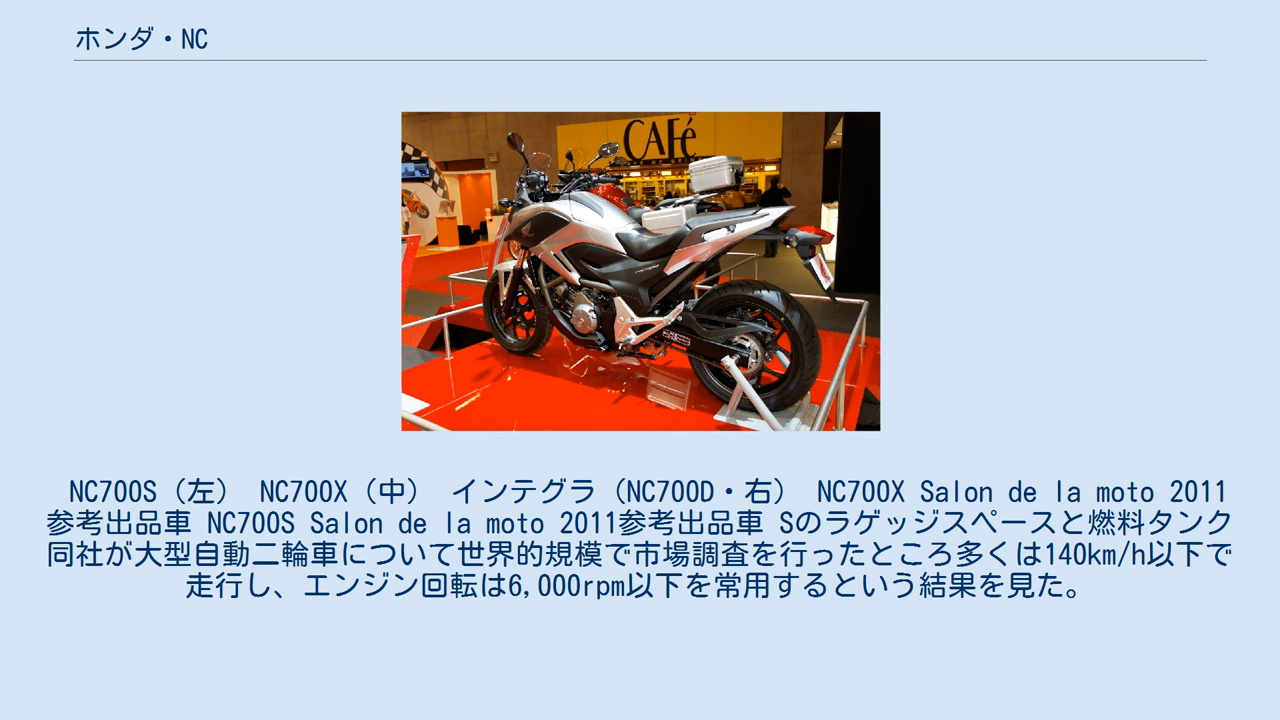 ホンダ・NC
CAFé
NC700S（左） NC700X（中） インテグラ（NC700D・右） NC700X Salon de la moto 2011
参考出品車 NC700S Salon de la moto 2011参考出品車 Sのラゲッジスペースと燃料タンク
同社が大型自動二輪車について世界的規模で市場調査を行ったところ多くは140km/h以下で
走行し、エンジン回転は6,000rpm以下を常用するという結果を見た。